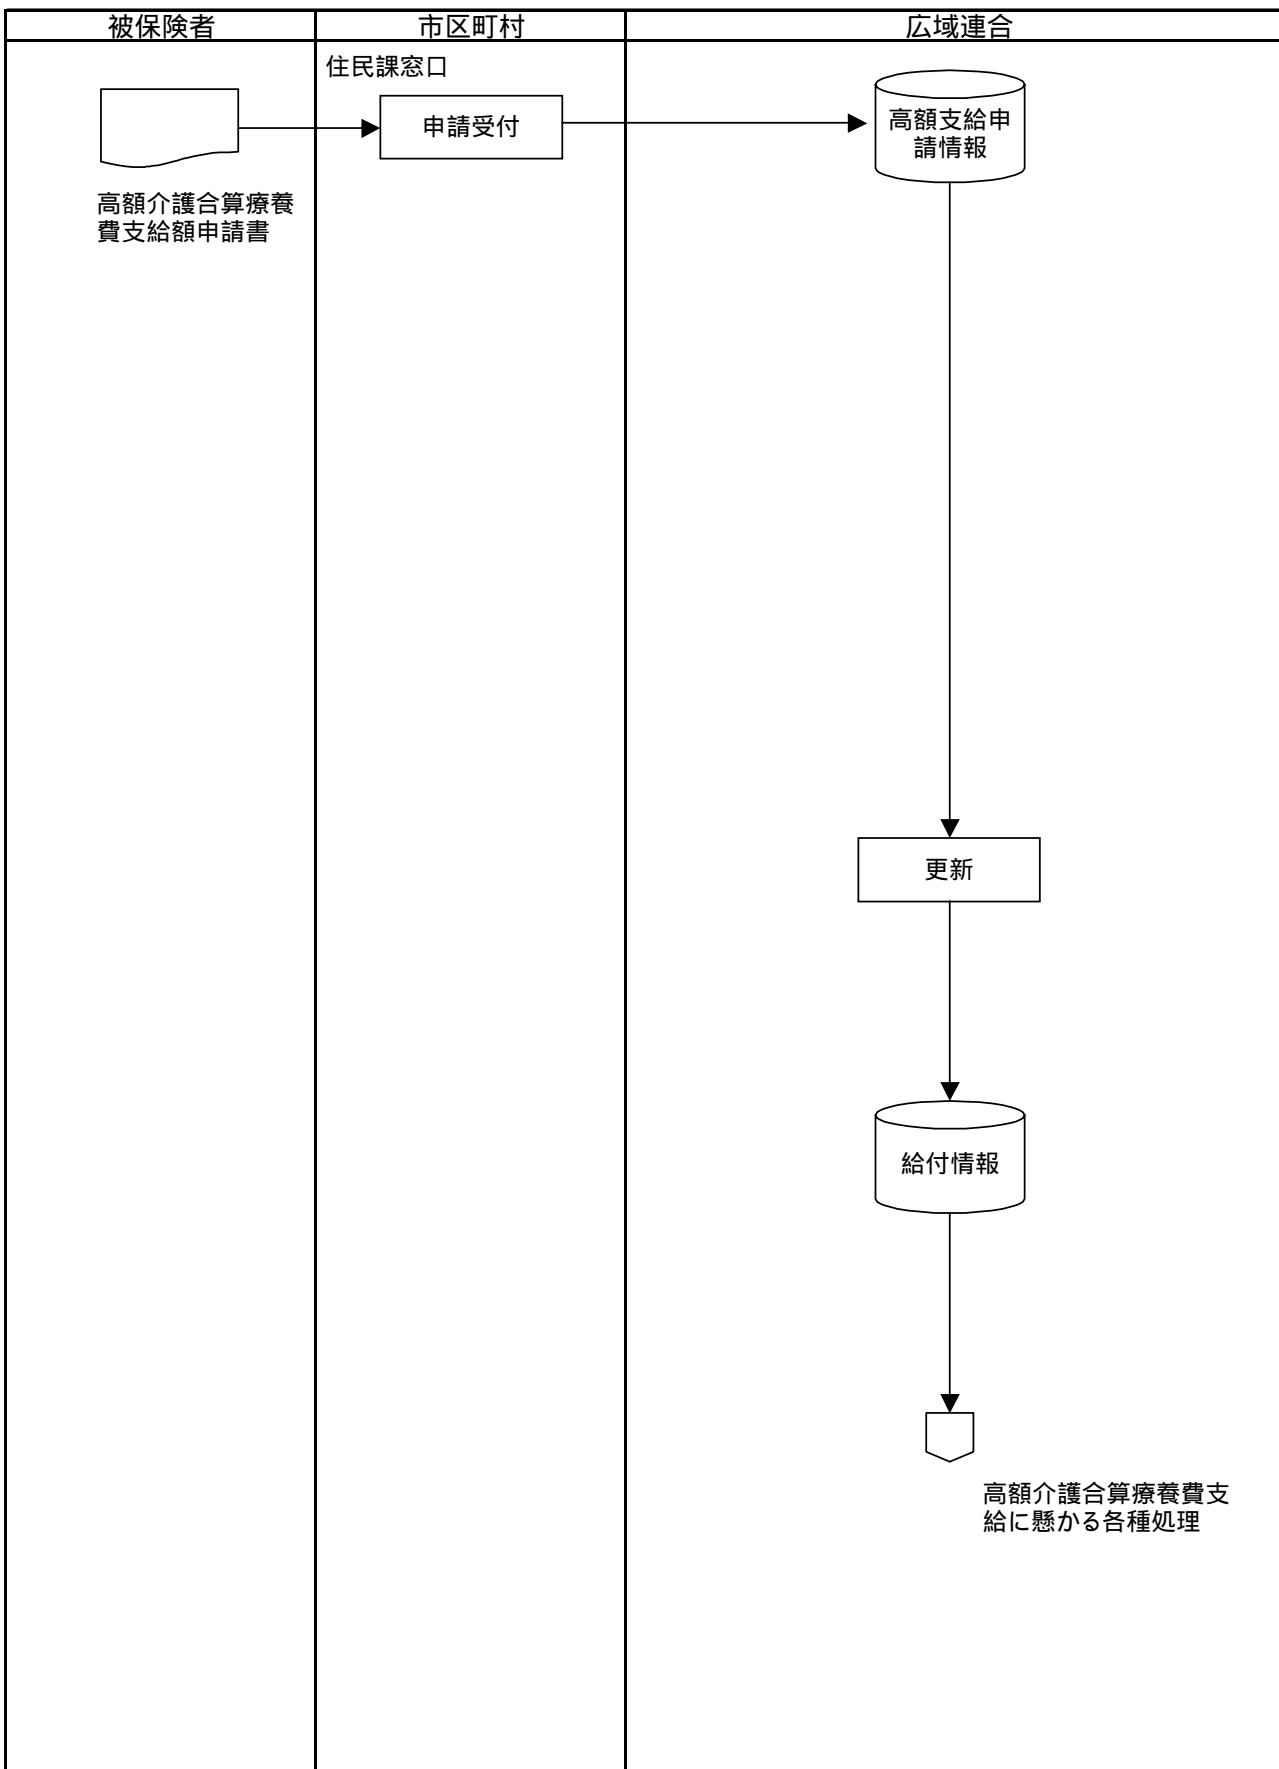 被保険者
市区町村
広域連合
住民課窓口
申請受付
高額支給申
請情報
高額介護合算療養
費支給額申請書
更新
給付情報
高額介護合算療養費支
給に懸かる各種処理